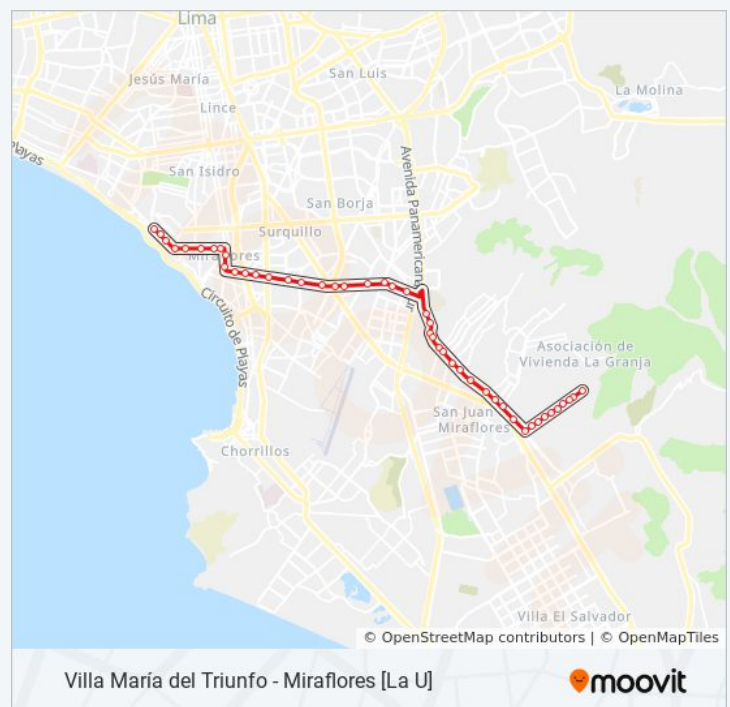 Lima
Jesús María
San Luis
La Molina
Lince
Playas
San Isidro
Avenida Panamericana
ur
San Borja
Surquillo
Circuito de Playas
Asociación de
Vivienda La Granja
San Juan
Miraflores
Chorrillos
Villa El Salvador
© OpenStreetMap contributors | © OpenMapTiles
Villa María del Triunfo - Miraflores [La U]
moovit